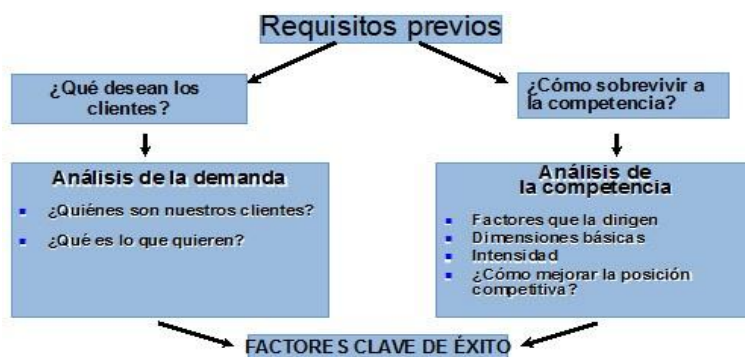 Requisitos previos
¿Qué desean los
clientes?
¿Cómo sobrevivir a
la competencia?
Análisis de la demanda
¿Quiénes son nuestros clientes?
¿Qué es lo que quieren?
Análisis de
la competencia
Factores que la dirigen
Dimensiones básicas
Intensidad
¿Cómo mejorar la posición
competitiva?
FACTORES CLAVE DE ÉXITO